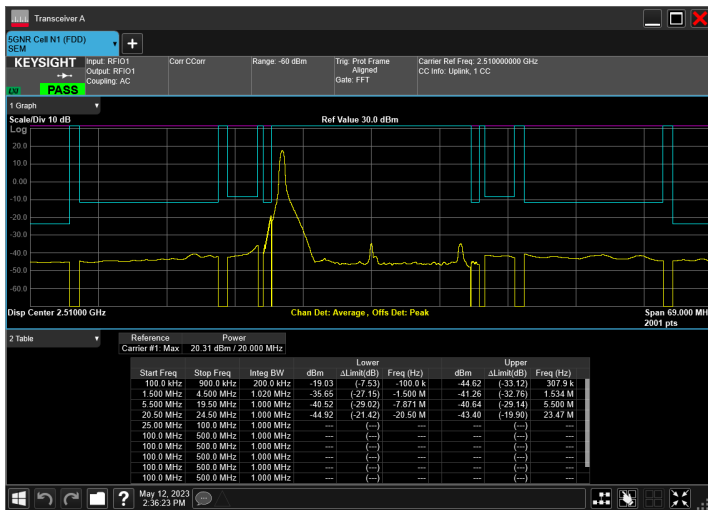 Transceiver A
5GNR Cell N1 (FDD)
SEM
KEYSIGHT
PASS
Input: RFIO1
Output: RFIO1
Coupling: AC
Corr CCorr
Range: -60 dBm
Trig: Prot Frame
Aligned
Gate: FFT
Carrier Ref Freq: 2.510000000 GHz
CC Info: Uplink, 1 CC
1 Graph
Scale/Div 10 dB
Ref Value 30.0 dBm
Log
20.0
10.0
0.00
-10.0
-20.0
-30.0
-40.0
-50.0
-60.0
Disp Center 2.51000 GHz
Chan Det: Average, Offs Det: Peak
Span 69.000 MH
2001 pts
2 Table
Reference Power
Carrier #1: Max 20.31 dBm / 20.000 MHz
Lower Upper
Start Freq Stop Freq Integ BW dBm ΔLimit(dB) Freq (Hz) dBm ΔLimit(dB) Freq (Hz)
100.0 kHz 900.0 kHz 200.0 kHz -19.03 (-7.53) -100.0 k -44.62 (-33.12) 307.9 k
1.500 MHz 4.500 MHz 1.020 MHz -35.65 (-27.15) -1.500 M -41.26 (-32.76) 1.534 M
5.500 MHz 19.50 MHz 1.000 MHz -40.52 (-29.02) -7.871 M -40.64 (-29.14) 5.500 M
20.50 MHz 24.50 MHz 1.000 MHz -44.92 (-21.42) -20.50 M -43.40 (-19.90) 23.47 M
25.00 MHz 100.0 MHz 1.000 MHz --- (---) --- --- (---) ---
100.0 MHz 500.0 MHz 1.000 MHz --- (---) --- --- (---) ---
100.0 MHz 500.0 MHz 1.000 MHz --- (---) --- --- (---) ---
100.0 MHz 500.0 MHz 1.000 MHz --- (---) --- --- (---) ---
100.0 MHz 500.0 MHz 1.000 MHz --- (---) --- --- (---) ---
100.0 MHz 500.0 MHz 1.000 MHz --- (---) --- --- (---) ---
?
May 12, 2023
2:36:23 PM